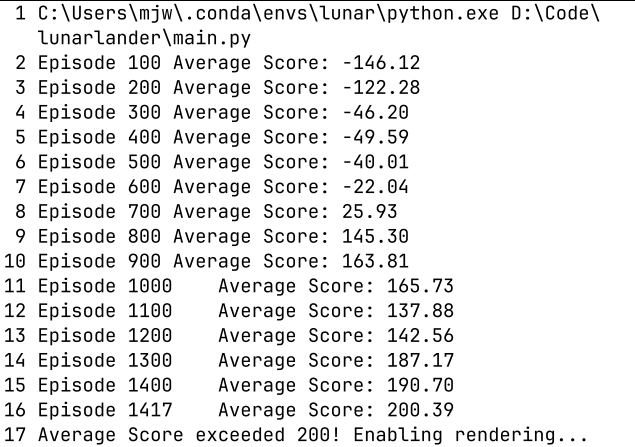 1 C:\Users\mjw\.conda\envs\lunar\python.exe D:\Code\
lunarlander\main.py
2 Episode 100 Average Score: -146.12
3 Episode 200 Average Score: -122.28
4 Episode 300 Average Score: -46.20
5 Episode 400 Average Score: -49.59
6 Episode 500 Average Score: -40.01
7 Episode 600 Average Score: -22.04
8 Episode 700 Average Score: 25.93
9 Episode 800 Average Score: 145.30
10 Episode 900 Average Score: 163.81
11 Episode 1000    Average Score: 165.73
12 Episode 1100    Average Score: 137.88
13 Episode 1200    Average Score: 142.56
14 Episode 1300    Average Score: 187.17
15 Episode 1400    Average Score: 190.70
16 Episode 1417    Average Score: 200.39
17 Average Score exceeded 200! Enabling rendering...